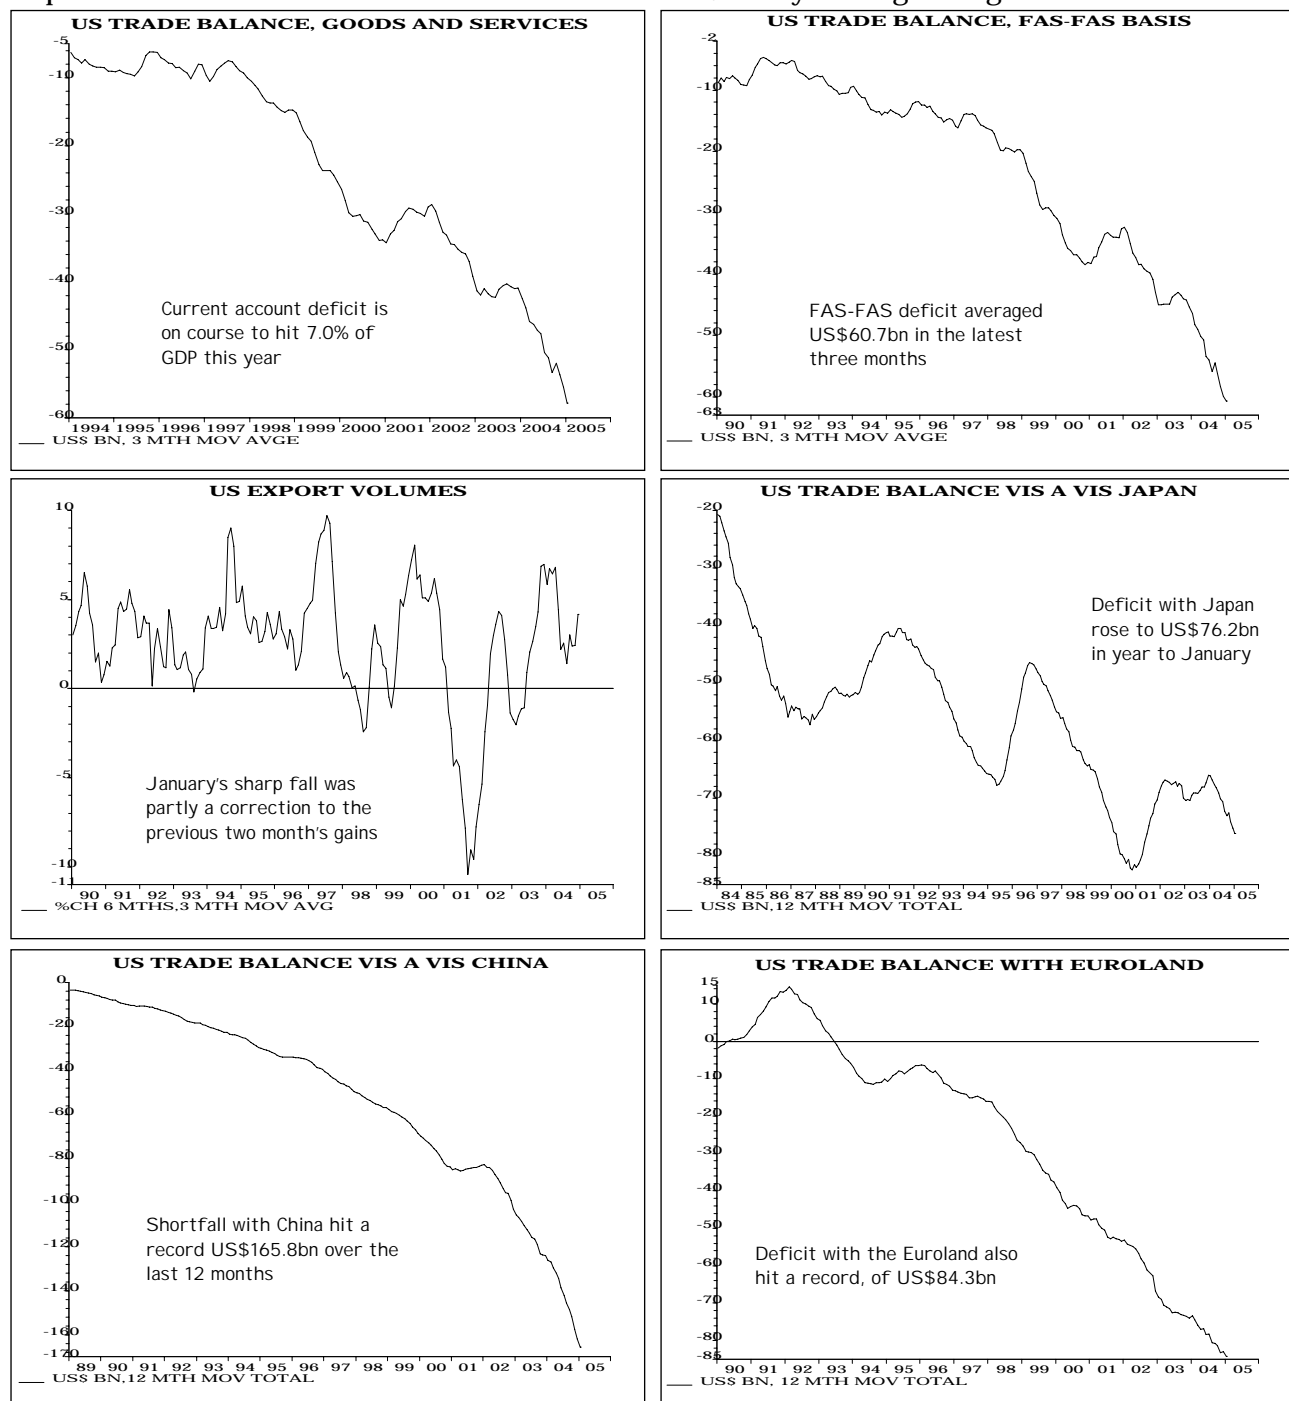 US TRADE BALANCE, GOODS AND SERVICES
-5
-10
-20
-30
-40
-50
-60
Current account deficit is
on course to hit 7.0% of
GDP this year
1994 1995 1996 1997 1998 1999 2000 2001 2002 2003 2004 2005
US$ BN, 3 MTH MOV AVGE
US TRADE BALANCE, FAS-FAS BASIS
-2
-10
-20
-30
-40
-50
-60
-63
FAS-FAS deficit averaged
US$60.7bn in the latest
three months
90 91 92 93 94 95 96 97 98 99 00 01 02 03 04 05
US$ BN, 3 MTH MOV AVGE
US EXPORT VOLUMES
10
5
0
-5
-10
-11
January's sharp fall was
partly a correction to the
previous two month's gains
90 91 92 93 94 95 96 97 98 99 00 01 02 03 04 05
%CH 6 MTHS,3 MTH MOV AVG
US TRADE BALANCE VIS A VIS JAPAN
-20
-30
-40
-50
-60
-70
-80
-85
Deficit with Japan
rose to US$76.2bn
in year to January
84 85 86 87 88 89 90 91 92 93 94 95 96 97 98 99 00 01 02 03 04 05
US$ BN,12 MTH MOV TOTAL
US TRADE BALANCE VIS A VIS CHINA
0
-20
-40
-60
-80
-100
-120
-140
-160
-170
Shortfall with China hit a
record US$165.8bn over the
last 12 months
89 90 91 92 93 94 95 96 97 98 99 00 01 02 03 04 05
US$ BN,12 MTH MOV TOTAL
US TRADE BALANCE WITH EUROLAND
15
10
0
-10
-20
-30
-40
-50
-60
-70
-80
-85
Deficit with the Euroland also
hit a record, of US$84.3bn
90 91 92 93 94 95 96 97 98 99 00 01 02 03 04 05
US$ BN, 12 MTH MOV TOTAL